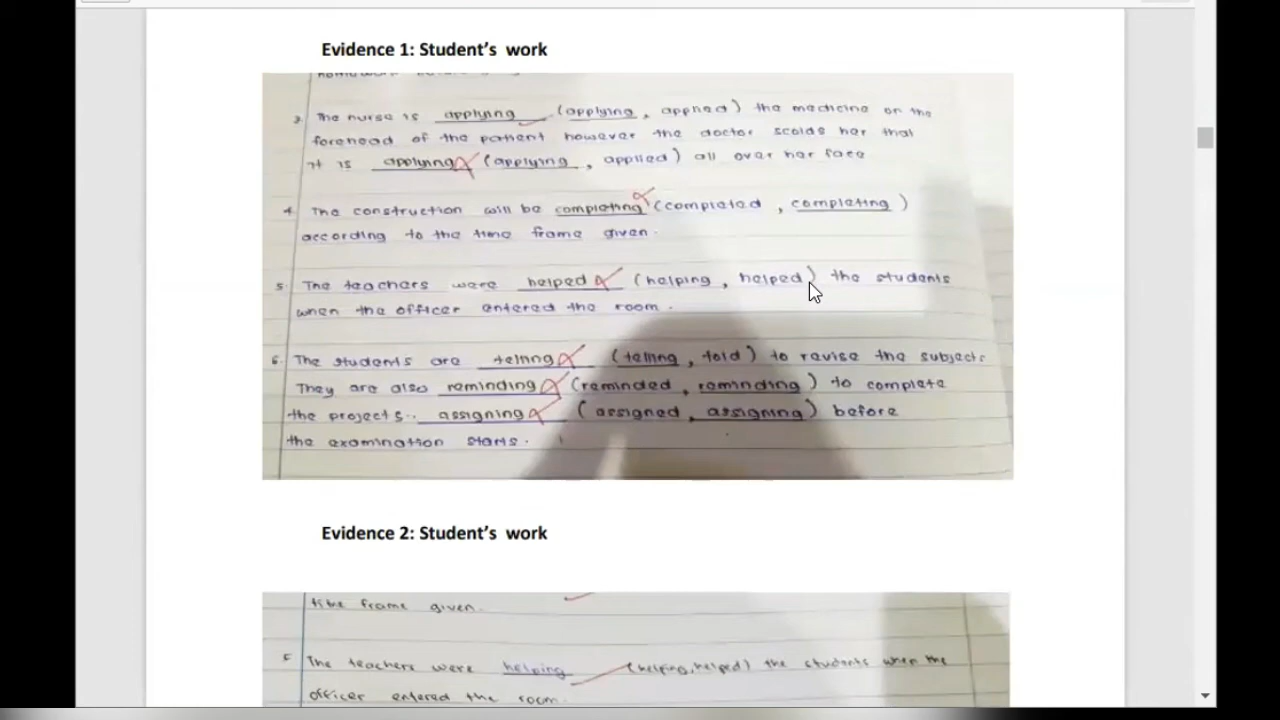 Evidence 1: Student's work
3. The nurse is applying (applying, applied) the medicine on the
forehead of the patient however the doctor scolds her that
it is applying (applying, applied) all over her face
4. The construction will be completing (completed, completing)
according to the time frame given.
5. The teachers were helped (helping, helped) the students
when the officer entered the room.
6. The students are telling (telling, told) to revise the subjects
They are also reminding (reminded, reminding) to complete
the projects.. assigning (assigned, assigning) before
the examination starts.
Evidence 2: Student's work
time frame given.
5 The teachers were helping (helping, helped) the students when the
officer entered the room.